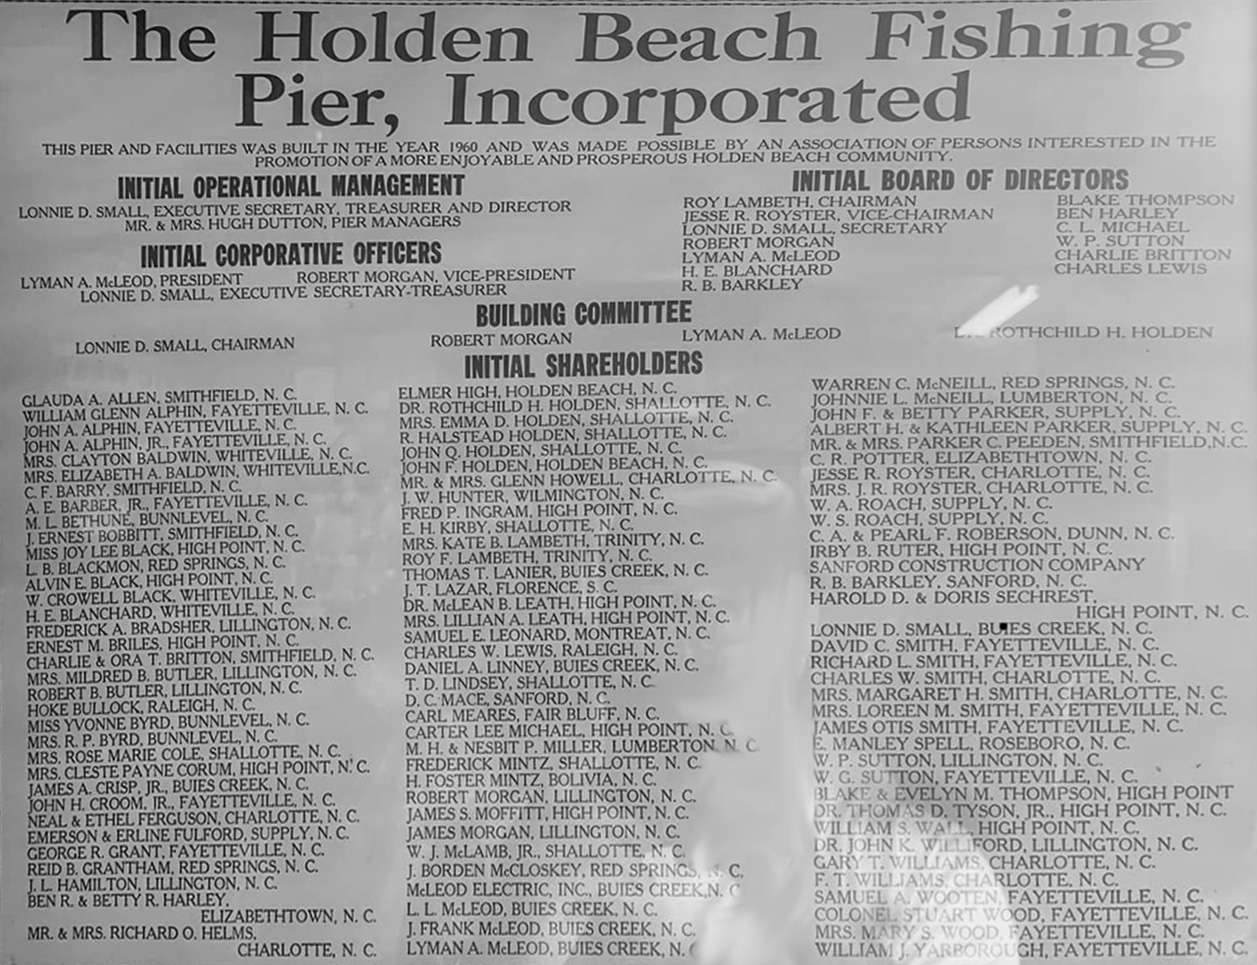 The Holden Beach Fishing
Pier, Incorporated
THIS PIER AND FACILITIES WAS BUILT IN THE YEAR 1960 AND WAS MADE POSSIBLE BY AN ASSOCIATION OF PERSONS INTERESTED IN THE
PROMOTION OF A MORE ENJOYABLE AND PROSPEROUS HOLDEN BEACH COMMUNITY.
INITIAL OPERATIONAL MANAGEMENT
LONNIE D. SMALL, EXECUTIVE SECRETARY, TREASURER AND DIRECTOR
MR. & MRS. HUGH DUTTON, PIER MANAGERS
INITIAL CORPORATIVE OFFICERS
LYMAN A. McLEOD, PRESIDENT ROBERT MORGAN, VICE-PRESIDENT
LONNIE D. SMALL, EXECUTIVE SECRETARY-TREASURER
INITIAL BOARD OF DIRECTORS
ROY LAMBETH, CHAIRMAN
JESSE R. ROYSTER, VICE-CHAIRMAN
LONNIE D. SMALL, SECRETARY
ROBERT MORGAN
LYMAN A. McLEOD
H. E. BLANCHARD
R. B. BARKLEY
BLAKE THOMPSON
BEN HARLEY
C. L. MICHAEL
W. P. SUTTON
CHARLIE BRITTON
CHARLES LEWIS
BUILDING COMMITTEE
LONNIE D. SMALL, CHAIRMAN ROBERT MORGAN LYMAN A. McLEOD ROTHCHILD H. HOLDEN
INITIAL SHAREHOLDERS
GLAUDA A. ALLEN, SMITHFIELD, N. C.
WILLIAM GLENN ALPHIN, FAYETTEVILLE, N. C.
JOHN A. ALPHIN, FAYETTEVILLE, N. C.
JOHN A. ALPHIN, JR., FAYETTEVILLE, N. C.
MRS. CLAYTON BALDWIN, WHITEVILLE, N. C.
MRS. ELIZABETH A. BALDWIN, WHITEVILLE,N.C.
C. F. BARRY, SMITHFIELD, N. C.
A. E. BARBER, JR., FAYETTEVILLE, N. C.
M. L. BETHUNE, BUNNLEVEL, N. C.
J. ERNEST BOBBITT, SMITHFIELD, N. C.
MISS JOY LEE BLACK, HIGH POINT, N. C.
L. B. BLACKMON, RED SPRINGS, N. C.
ALVIN E. BLACK, HIGH POINT, N. C.
W. CROWELL BLACK, WHITEVILLE, N. C.
H. E. BLANCHARD, WHITEVILLE, N. C.
FREDERICK A. BRADSHER, LILLINGTON, N. C.
ERNEST M. BRILES, HIGH POINT, N. C.
CHARLIE & ORA T. BRITTON, SMITHFIELD, N. C.
MRS. MILDRED B. BUTLER, LILLINGTON, N. C.
ROBERT B. BUTLER, LILLINGTON, N. C.
HOKE BULLOCK, RALEIGH, N. C.
MISS YVONNE BYRD, BUNNLEVEL, N. C.
MRS. R. P. BYRD, BUNNLEVEL, N. C.
MRS. ROSE MARIE COLE, SHALLOTTE, N. C.
MRS. CLESTE PAYNE CORUM, HIGH POINT, N. C.
JAMES A. CRISP, JR., BUIES CREEK, N. C.
JOHN H. CROOM, JR., FAYETTEVILLE, N. C.
NEAL & ETHEL FERGUSON, CHARLOTTE, N. C.
EMERSON & ERLINE FULFORD, SUPPLY, N. C.
GEORGE R. GRANT, FAYETTEVILLE, N. C.
REID B. GRANTHAM, RED SPRINGS, N. C.
J. L. HAMILTON, LILLINGTON, N. C.
BEN R. & BETTY R. HARLEY,
ELIZABETHTOWN, N. C.
MR. & MRS. RICHARD O. HELMS,
CHARLOTTE, N. C.
ELMER HIGH, HOLDEN BEACH, N. C.
DR. ROTHCHILD H. HOLDEN, SHALLOTTE, N. C.
MRS. EMMA D. HOLDEN, SHALLOTTE, N. C.
R. HALSTEAD HOLDEN, SHALLOTTE, N. C.
JOHN Q. HOLDEN, SHALLOTTE, N. C.
JOHN F. HOLDEN, HOLDEN BEACH, N. C.
MR. & MRS. GLENN HOWELL, CHARLOTTE, N. C.
J. W. HUNTER, WILMINGTON, N. C.
FRED P. INGRAM, HIGH POINT, N. C.
E. H. KIRBY, SHALLOTTE, N. C.
MRS. KATE B. LAMBETH, TRINITY, N. C.
ROY F. LAMBETH, TRINITY, N. C.
THOMAS T. LANIER, BUIES CREEK, N. C.
J. T. LAZAR, FLORENCE, S. C.
DR. McLEAN B. LEATH, HIGH POINT, N. C.
MRS. LILLIAN A. LEATH, HIGH POINT, N. C.
SAMUEL E. LEONARD, MONTREAT, N. C.
CHARLES W. LEWIS, RALEIGH, N. C.
DANIEL A. LINNEY, BUIES CREEK, N. C.
T. D. LINDSEY, SHALLOTTE, N. C.
D. C. MACE, SANFORD, N. C.
CARL MEARES, FAIR BLUFF, N. C.
CARTER LEE MICHAEL, HIGH POINT, N. C.
M. H. & NESBIT P. MILLER, LUMBERTON, N. C.
FREDERICK MINTZ, SHALLOTTE, N. C.
H. FOSTER MINTZ, BOLIVIA, N. C.
ROBERT MORGAN, LILLINGTON, N. C.
JAMES S. MOFFITT, HIGH POINT, N. C.
JAMES MORGAN, LILLINGTON, N. C.
W. J. McLAMB, JR., SHALLOTTE, N. C.
J. BORDEN McCLOSKEY, RED SPRINGS, N. C.
McLEOD ELECTRIC, INC., BUIES CREEK,N. C
L. L. McLEOD, BUIES CREEK, N. C.
J. FRANK McLEOD, BUIES CREEK, N. C.
LYMAN A. McLEOD, BUIES CREEK, N. C
WARREN C. McNEILL, RED SPRINGS, N. C.
JOHNNIE L. McNEILL, LUMBERTON, N. C.
JOHN F. & BETTY PARKER, SUPPLY, N. C.
ALBERT H. & KATHLEEN PARKER, SUPPLY, N. C.
MR. & MRS. PARKER C. PEEDEN, SMITHFIELD,N.C.
C. R. POTTER, ELIZABETHTOWN, N. C.
JESSE R. ROYSTER, CHARLOTTE, N. C.
MRS. J. R. ROYSTER, CHARLOTTE, N. C.
W. A. ROACH, SUPPLY, N. C.
W. S. ROACH, SUPPLY, N. C.
C. A. & PEARL F. ROBERSON, DUNN, N. C.
IRBY B. RUTER, HIGH POINT, N. C.
SANFORD CONSTRUCTION COMPANY
R. B. BARKLEY, SANFORD, N. C.
HAROLD D. & DORIS SECHREST,
HIGH POINT, N. C.
LONNIE D. SMALL, BUIES CREEK, N. C.
DAVID C. SMITH, FAYETTEVILLE, N. C.
RICHARD L. SMITH, FAYETTEVILLE, N. C.
CHARLES W. SMITH, CHARLOTTE, N. C.
MRS. MARGARET H. SMITH, CHARLOTTE, N. C.
MRS. LOREEN M. SMITH, FAYETTEVILLE, N. C.
JAMES OTIS SMITH, FAYETTEVILLE, N. C.
E. MANLEY SPELL, ROSEBORO, N. C.
W. P. SUTTON, LILLINGTON, N. C.
W. G. SUTTON, FAYETTEVILLE, N. C.
BLAKE & EVELYN M. THOMPSON, HIGH POINT
DR. THOMAS D. TYSON, JR., HIGH POINT, N. C.
WILLIAM S. WALL, HIGH POINT, N. C.
DR. JOHN K. WILLIFORD, LILLINGTON, N. C.
GARY T. WILLIAMS, CHARLOTTE, N. C.
F. T. WILLIAMS, CHARLOTTE, N. C.
SAMUEL A. WOOTEN, FAYETTEVILLE, N. C.
COLONEL STUART WOOD, FAYETTEVILLE, N. C.
MRS. MARY S. WOOD, FAYETTEVILLE, N. C.
WILLIAM J. YARBOROUGH, FAYETTEVILLE, N. C.